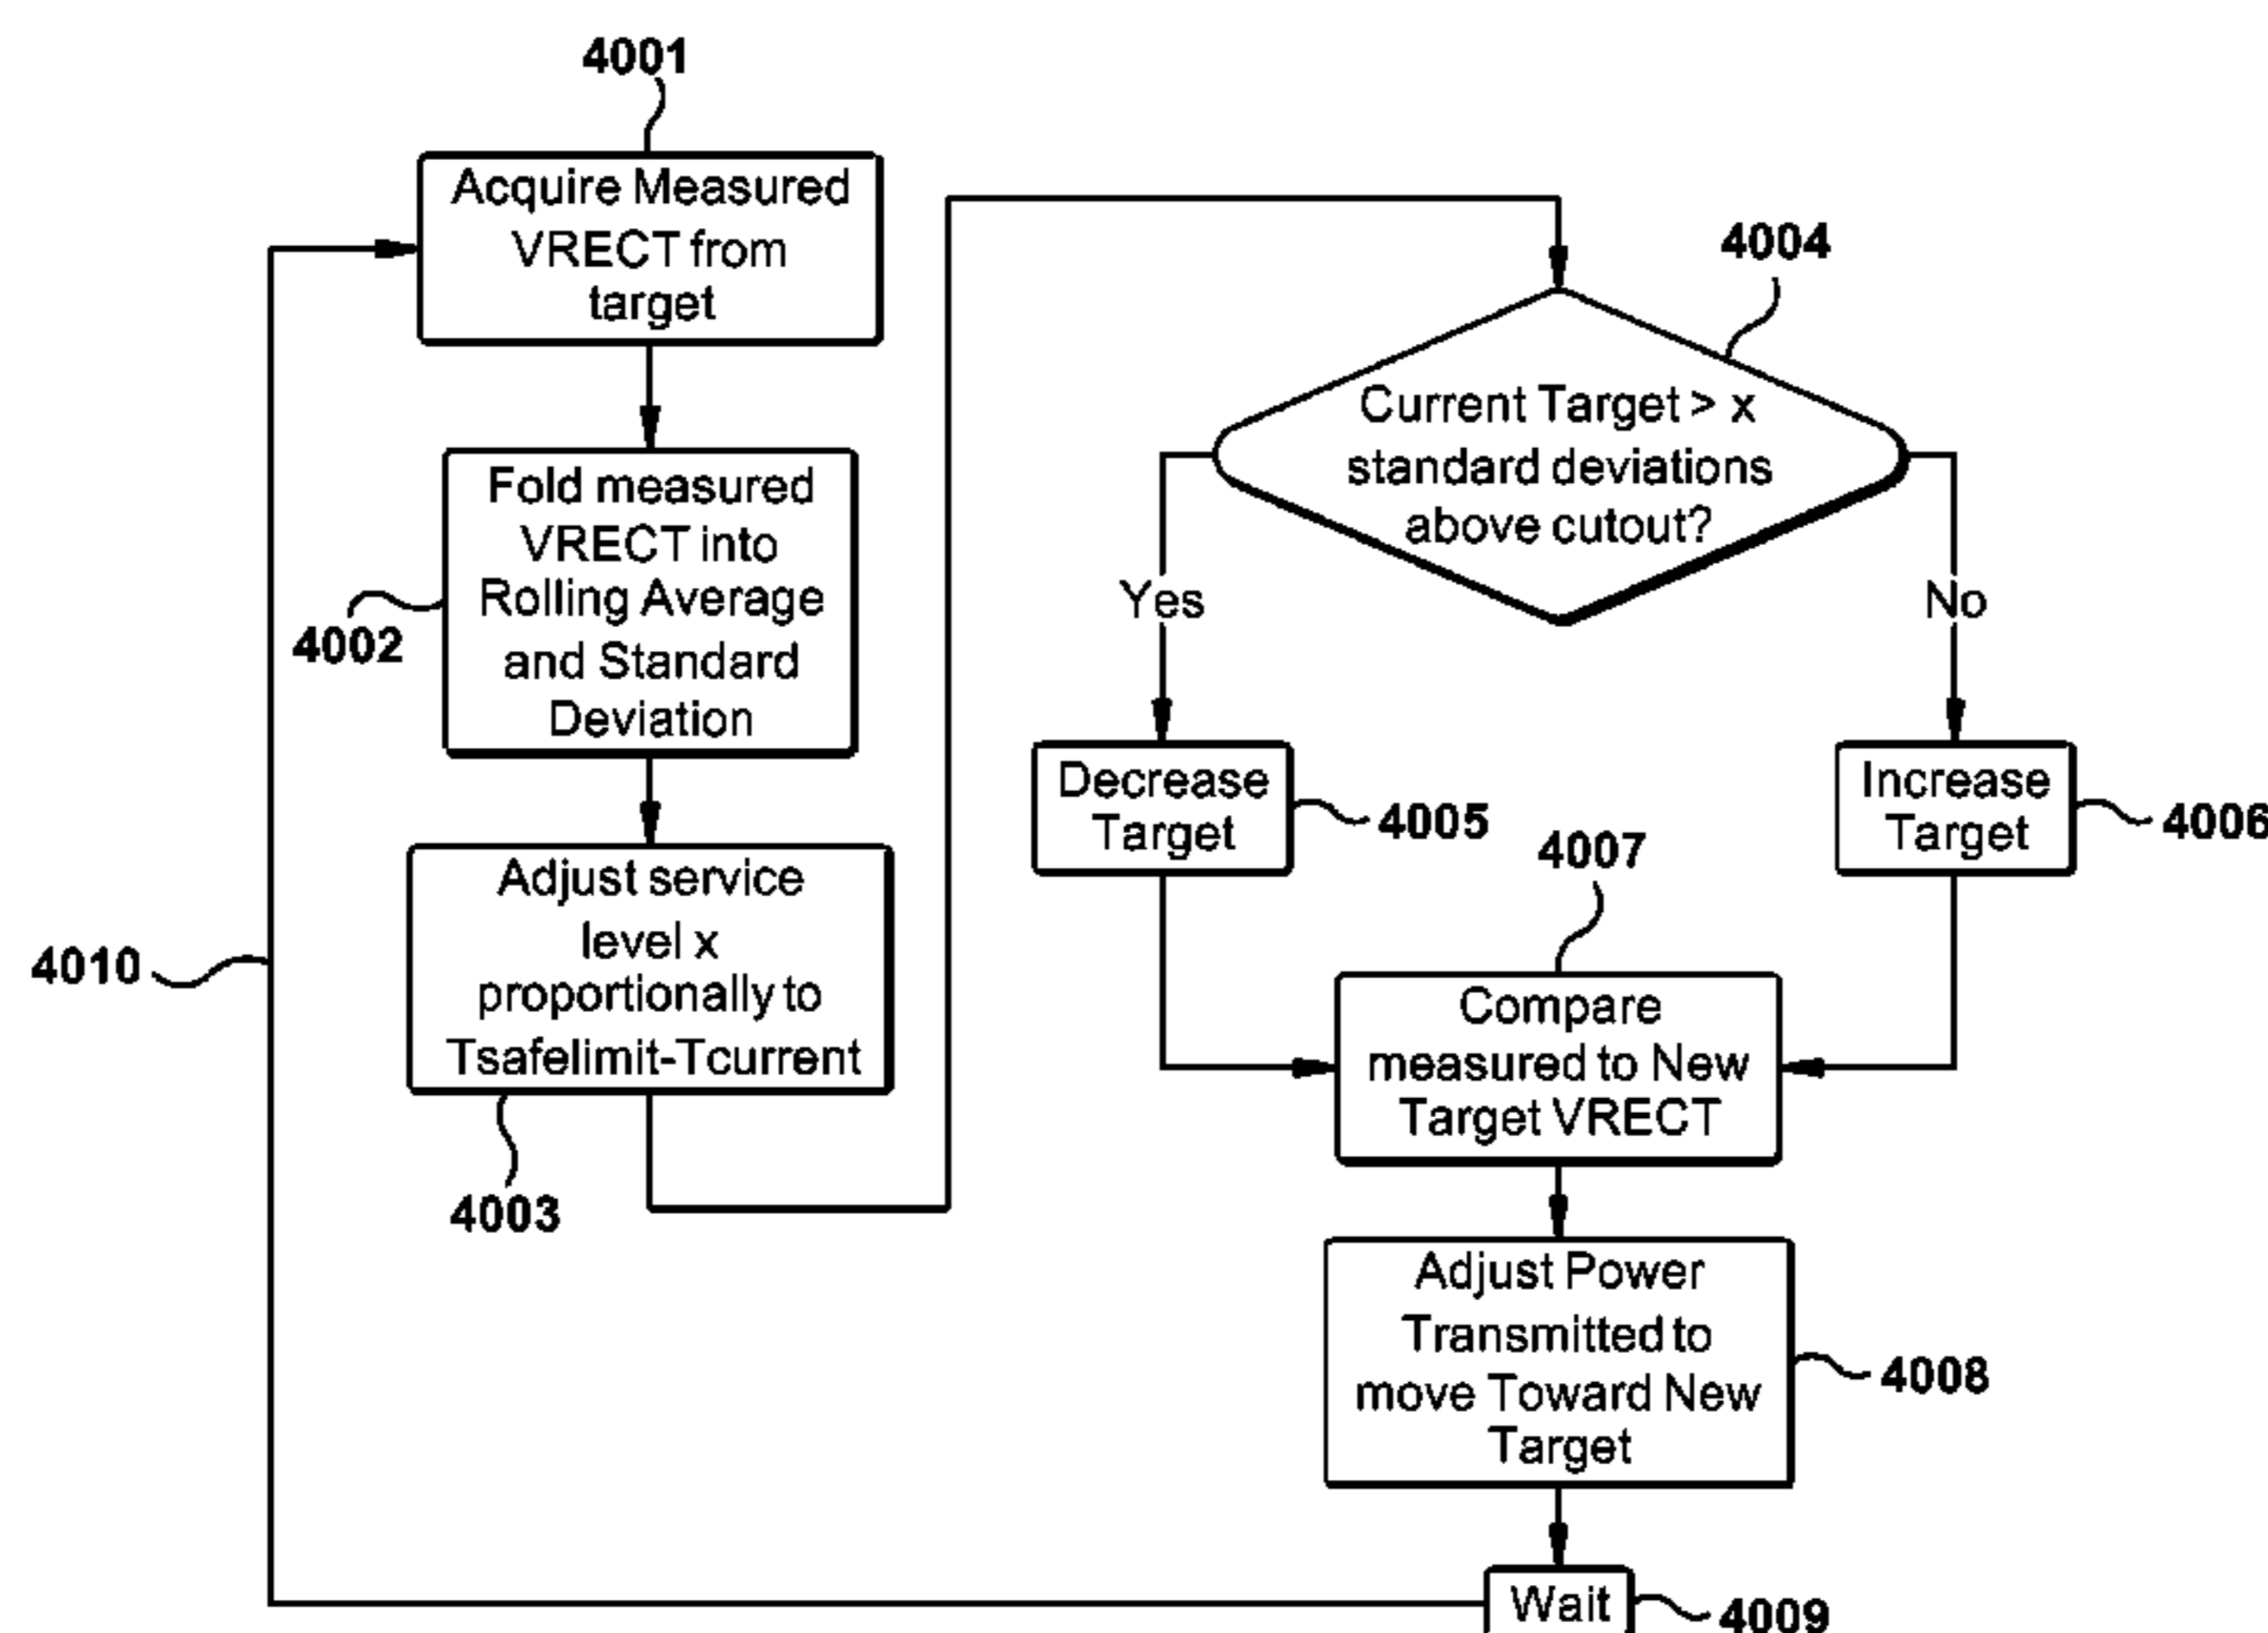 4001
Acquire Measured
VRECT from
target
Fold measured
VRECT into
Rolling Average
and Standard
Deviation
4002
Adjust service
level x
proportionally to
Tsafelimit-Tcurrent
4003
4010
4004
Current Target > x
standard deviations
above cutout?
Yes
No
Decrease
Target
4005
Increase
Target
4006
4007
Compare
measured to New
Target VRECT
Adjust Power
Transmitted to
move Toward New
Target
4008
Wait
4009